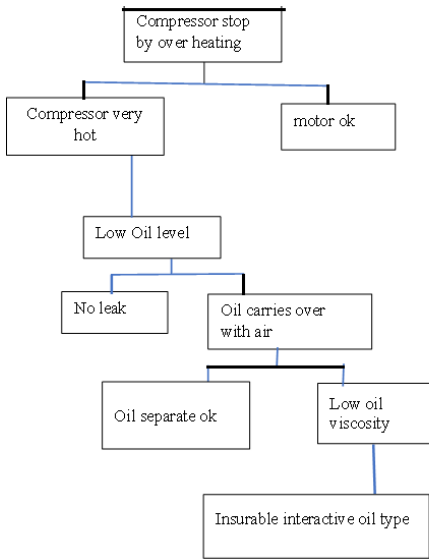 Compressor stop
by over heating
Compressor very
hot
motor ok
Low Oil level
No leak
Oil carries over
with air
Oil separate ok
Low oil
viscosity
Insurable interactive oil type